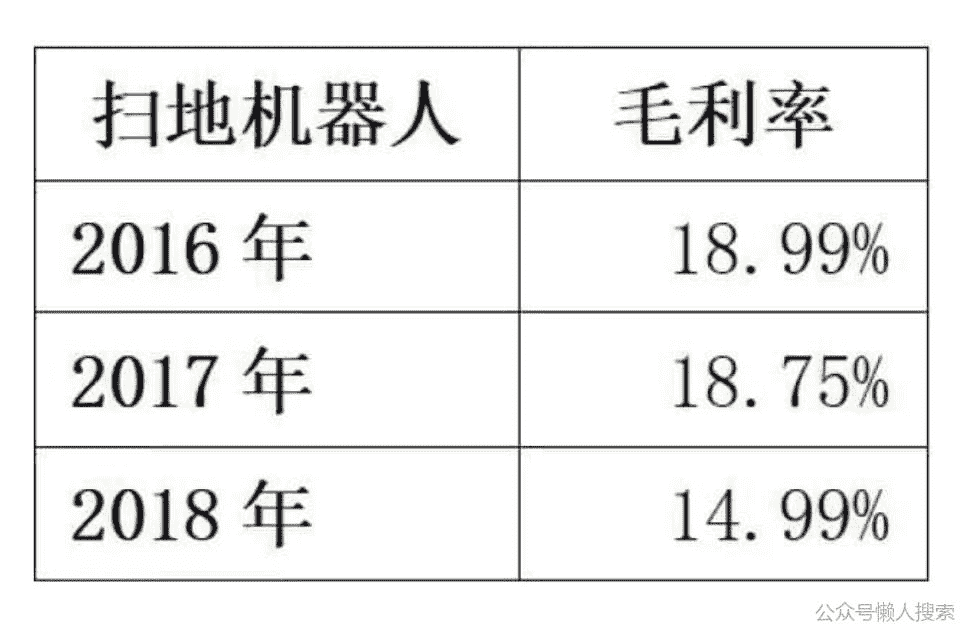 扫地机器人 毛利率
2016 年 18.99%
2017 年 18.75%
2018 年 14.99%
公众号懒人搜索